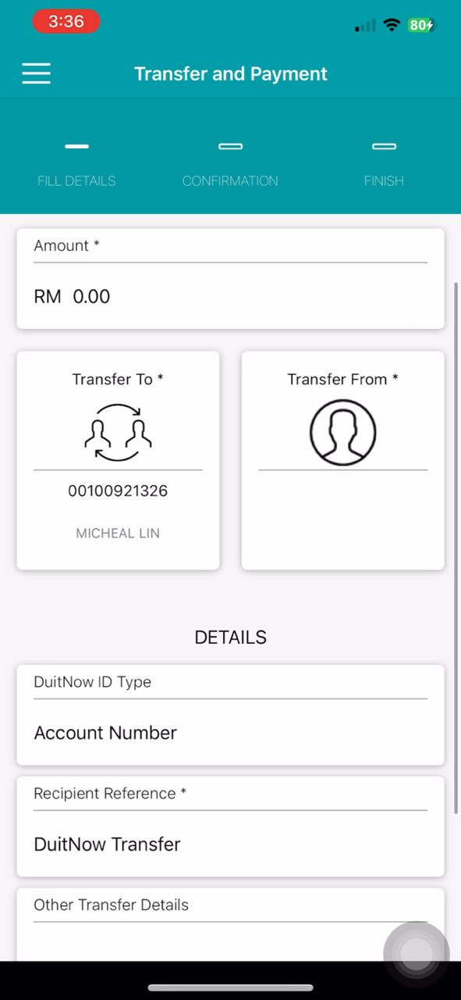 3:36
80
Transfer and Payment
FILL DETAILS
CONFIRMATION
FINISH
Amount *
RM 0.00
Transfer To *
00100921326
MICHEAL LIN
Transfer From *
DETAILS
DuitNow ID Type
Account Number
Recipient Reference *
DuitNow Transfer
Other Transfer Details